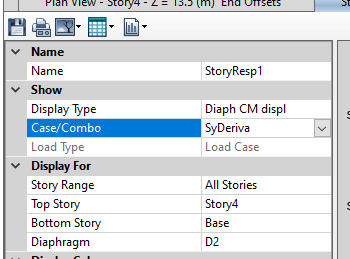 Plan View - Story4 - Z = 13.5 (m) End Offsets
Name
Name StoryResp1
Show
Display Type Diaph CM displ
Case/Combo SyDeriva
Load Type Load Case
Display For
Story Range All Stories
Top Story Story4
Bottom Story Base
Diaphragm D2